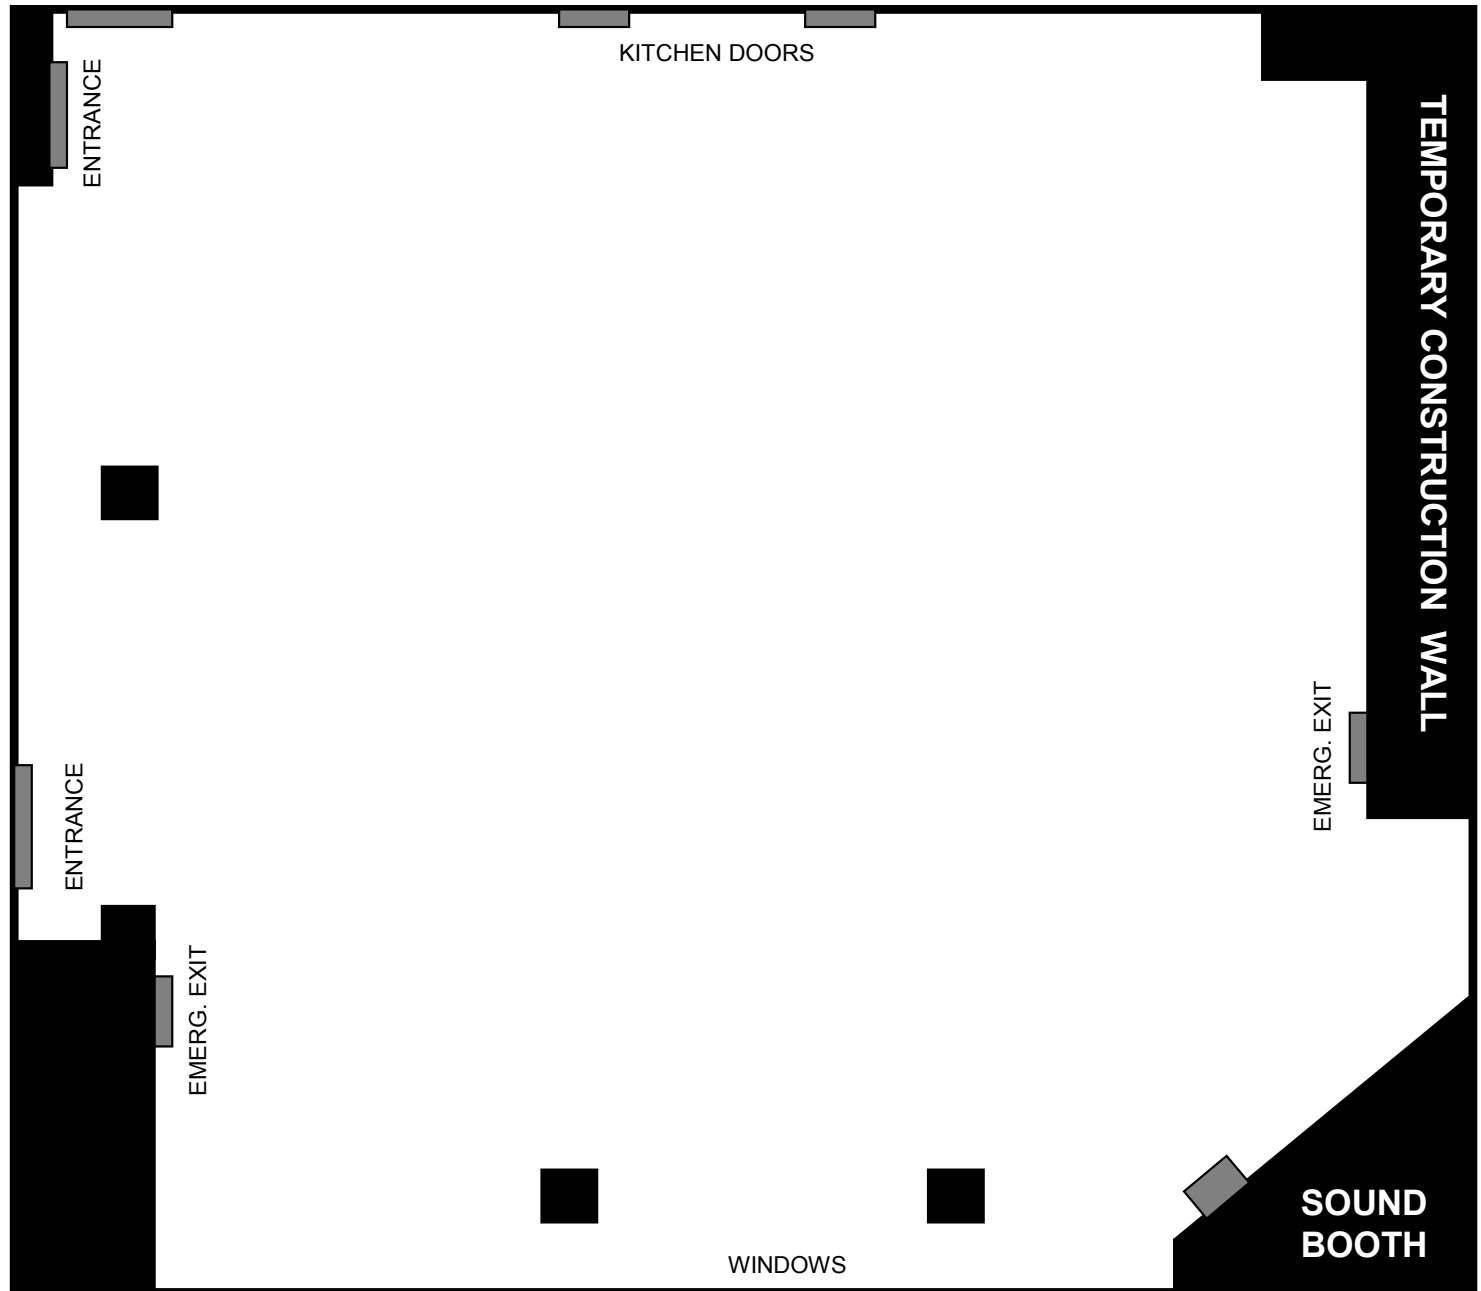 KITCHEN DOORS
ENTRANCE
TEMPORARY CONSTRUCTION WALL
EMERG. EXIT
ENTRANCE
EMERG. EXIT
SOUND
BOOTH
WINDOWS